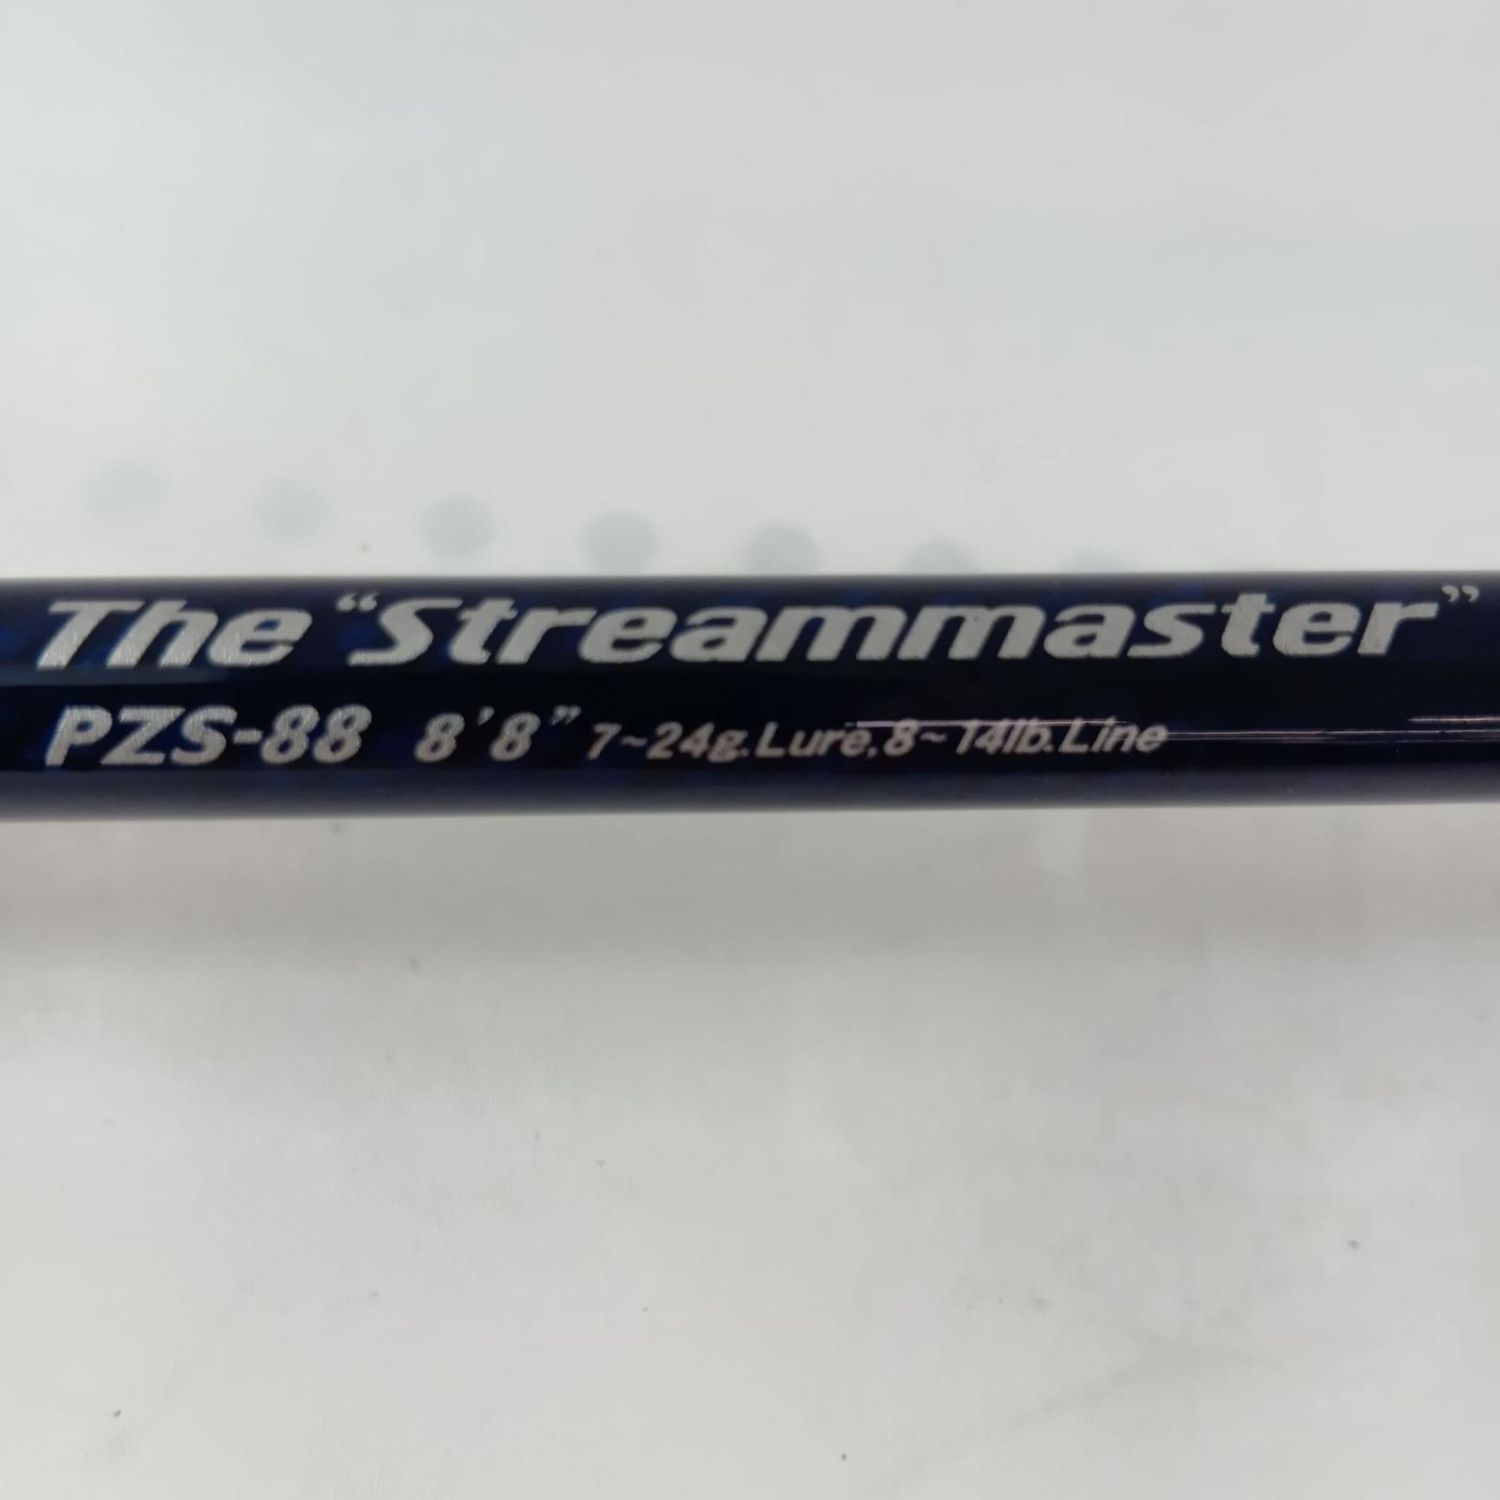 The “Streammaster”
PZS-88 8’8” 7~24g.Lure,8~14lb.Line